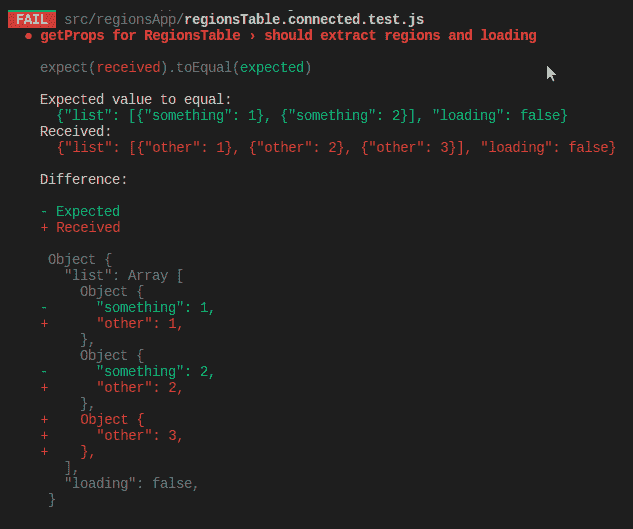 FAIL src/regionsApp/regionsTable.connected.test.js
● getProps for RegionsTable › should extract regions and loading
expect(received).toEqual(expected)
Expected value to equal:
{"list": [{"something": 1}, {"something": 2}], "loading": false}
Received:
{"list": [{"other": 1}, {"other": 2}, {"other": 3}], "loading": false}
Difference:
- Expected
+ Received
Object {
"list": Array [
Object {
- "something": 1,
+ "other": 1,
},
Object {
- "something": 2,
+ "other": 2,
},
+ Object {
+ "other": 3,
+ },
],
"loading": false,
}